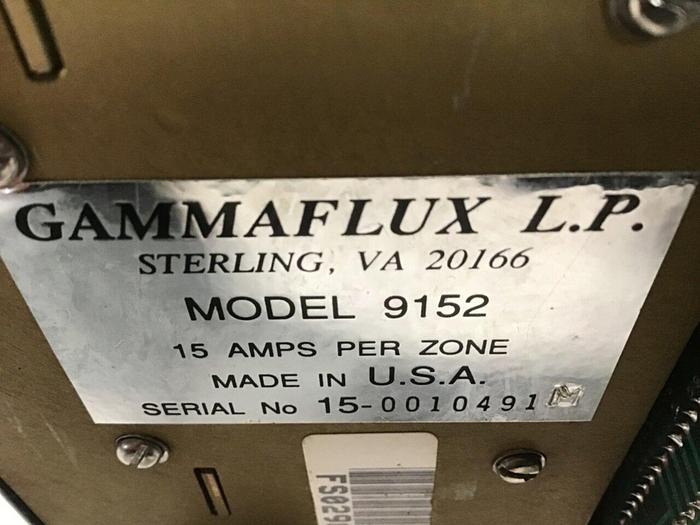 GAMMAFLUX L.P.
STERLING, VA 20166
MODEL 9152
15 AMPS PER ZONE
MADE IN U.S.A.
SERIAL No 15-0010491